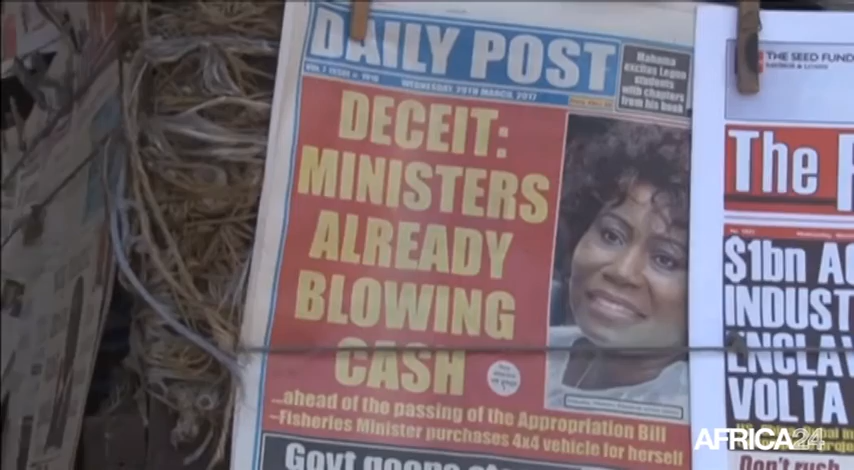 DAILY POST
WEDNESDAY, 29TH MARCH, 2017
Mahama
excites Legon
students
with chapters
from his book
DECEIT:
MINISTERS
ALREADY
BLOWING
CASH
...ahead of the passing of the Appropriation Bill
–Fisheries Minister purchases 4x4 vehicle for herself
THE SEED FUND
The
$1bn
INDUST
ENCLAV
VOLTA
Don't rush
AFRICA24